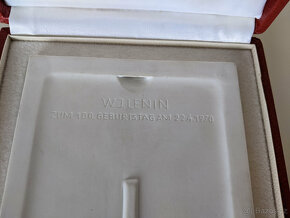 W.I. LENIN
ZUM 100. GEBURTSTAG AM 22.4.1970